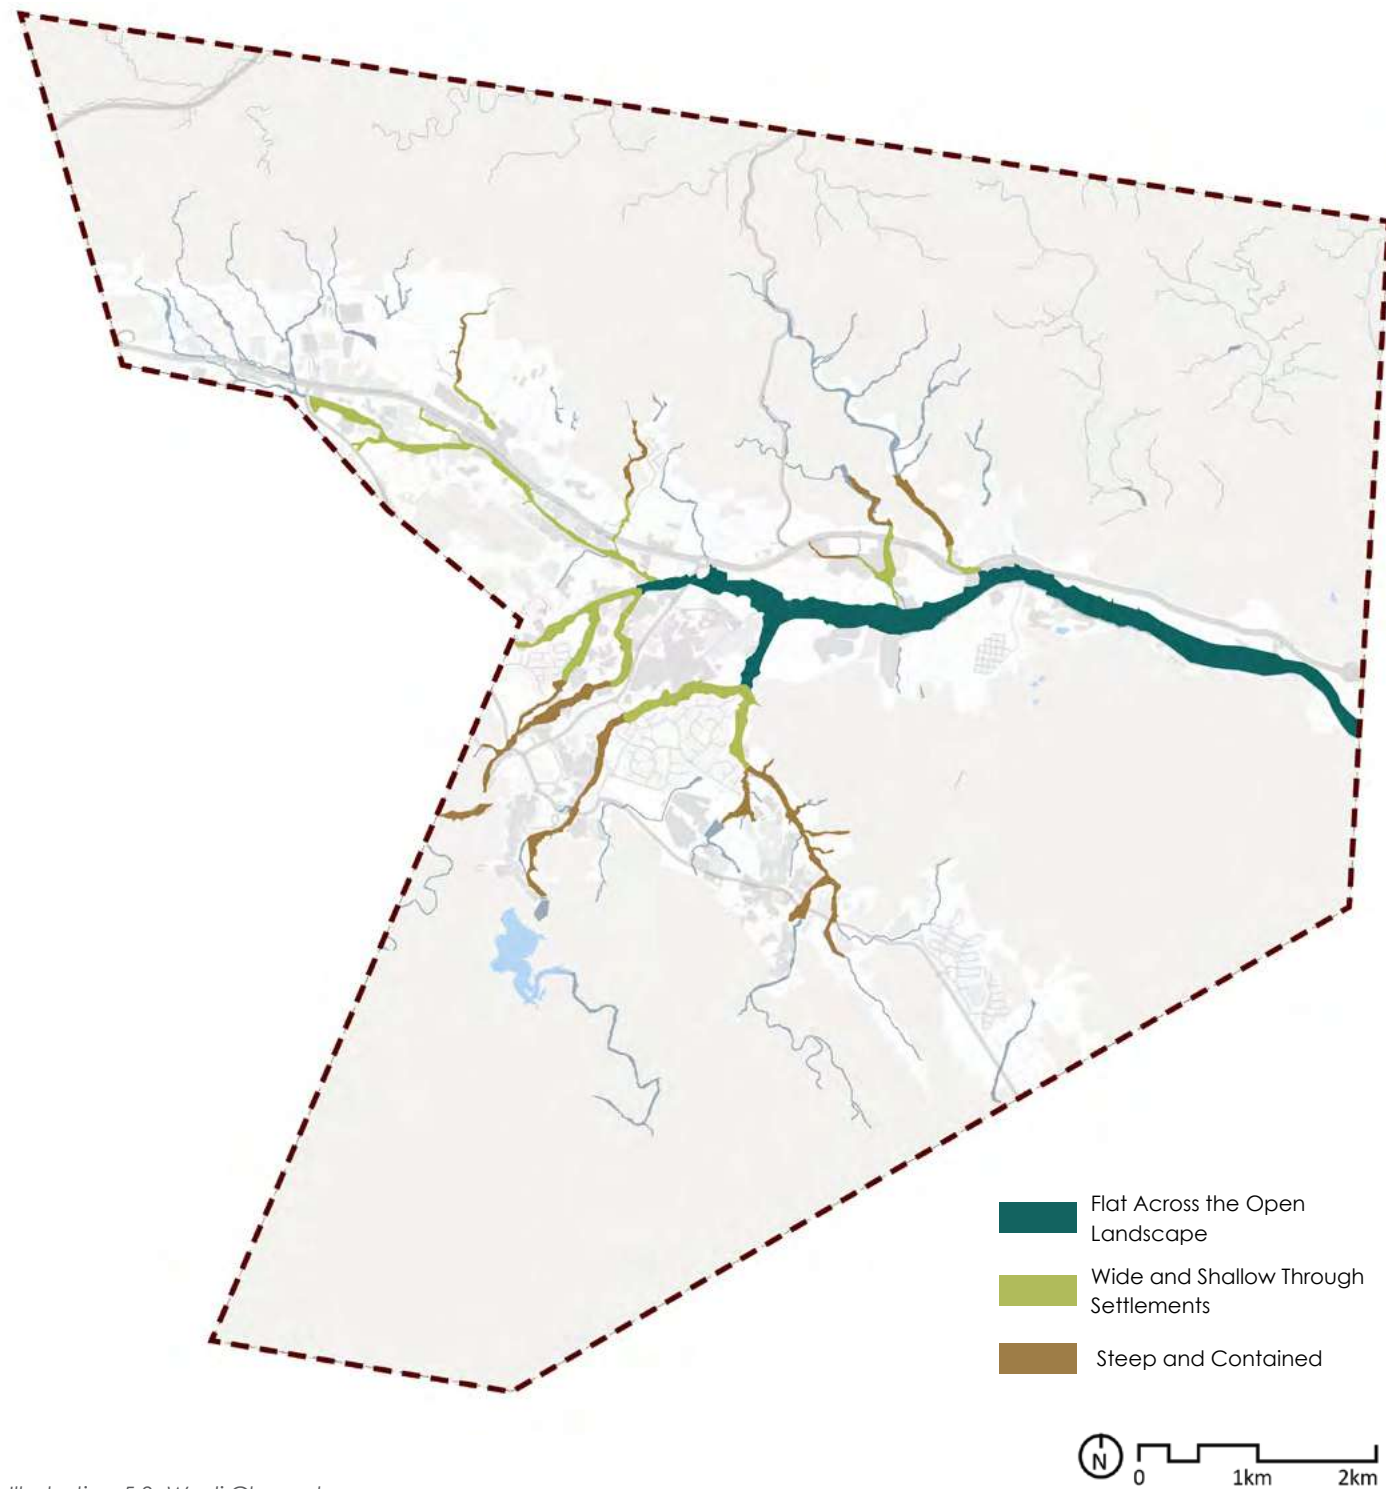 Flat Across the Open
Landscape
Wide and Shallow Through
Settlements
Steep and Contained
N
0 1km 2km